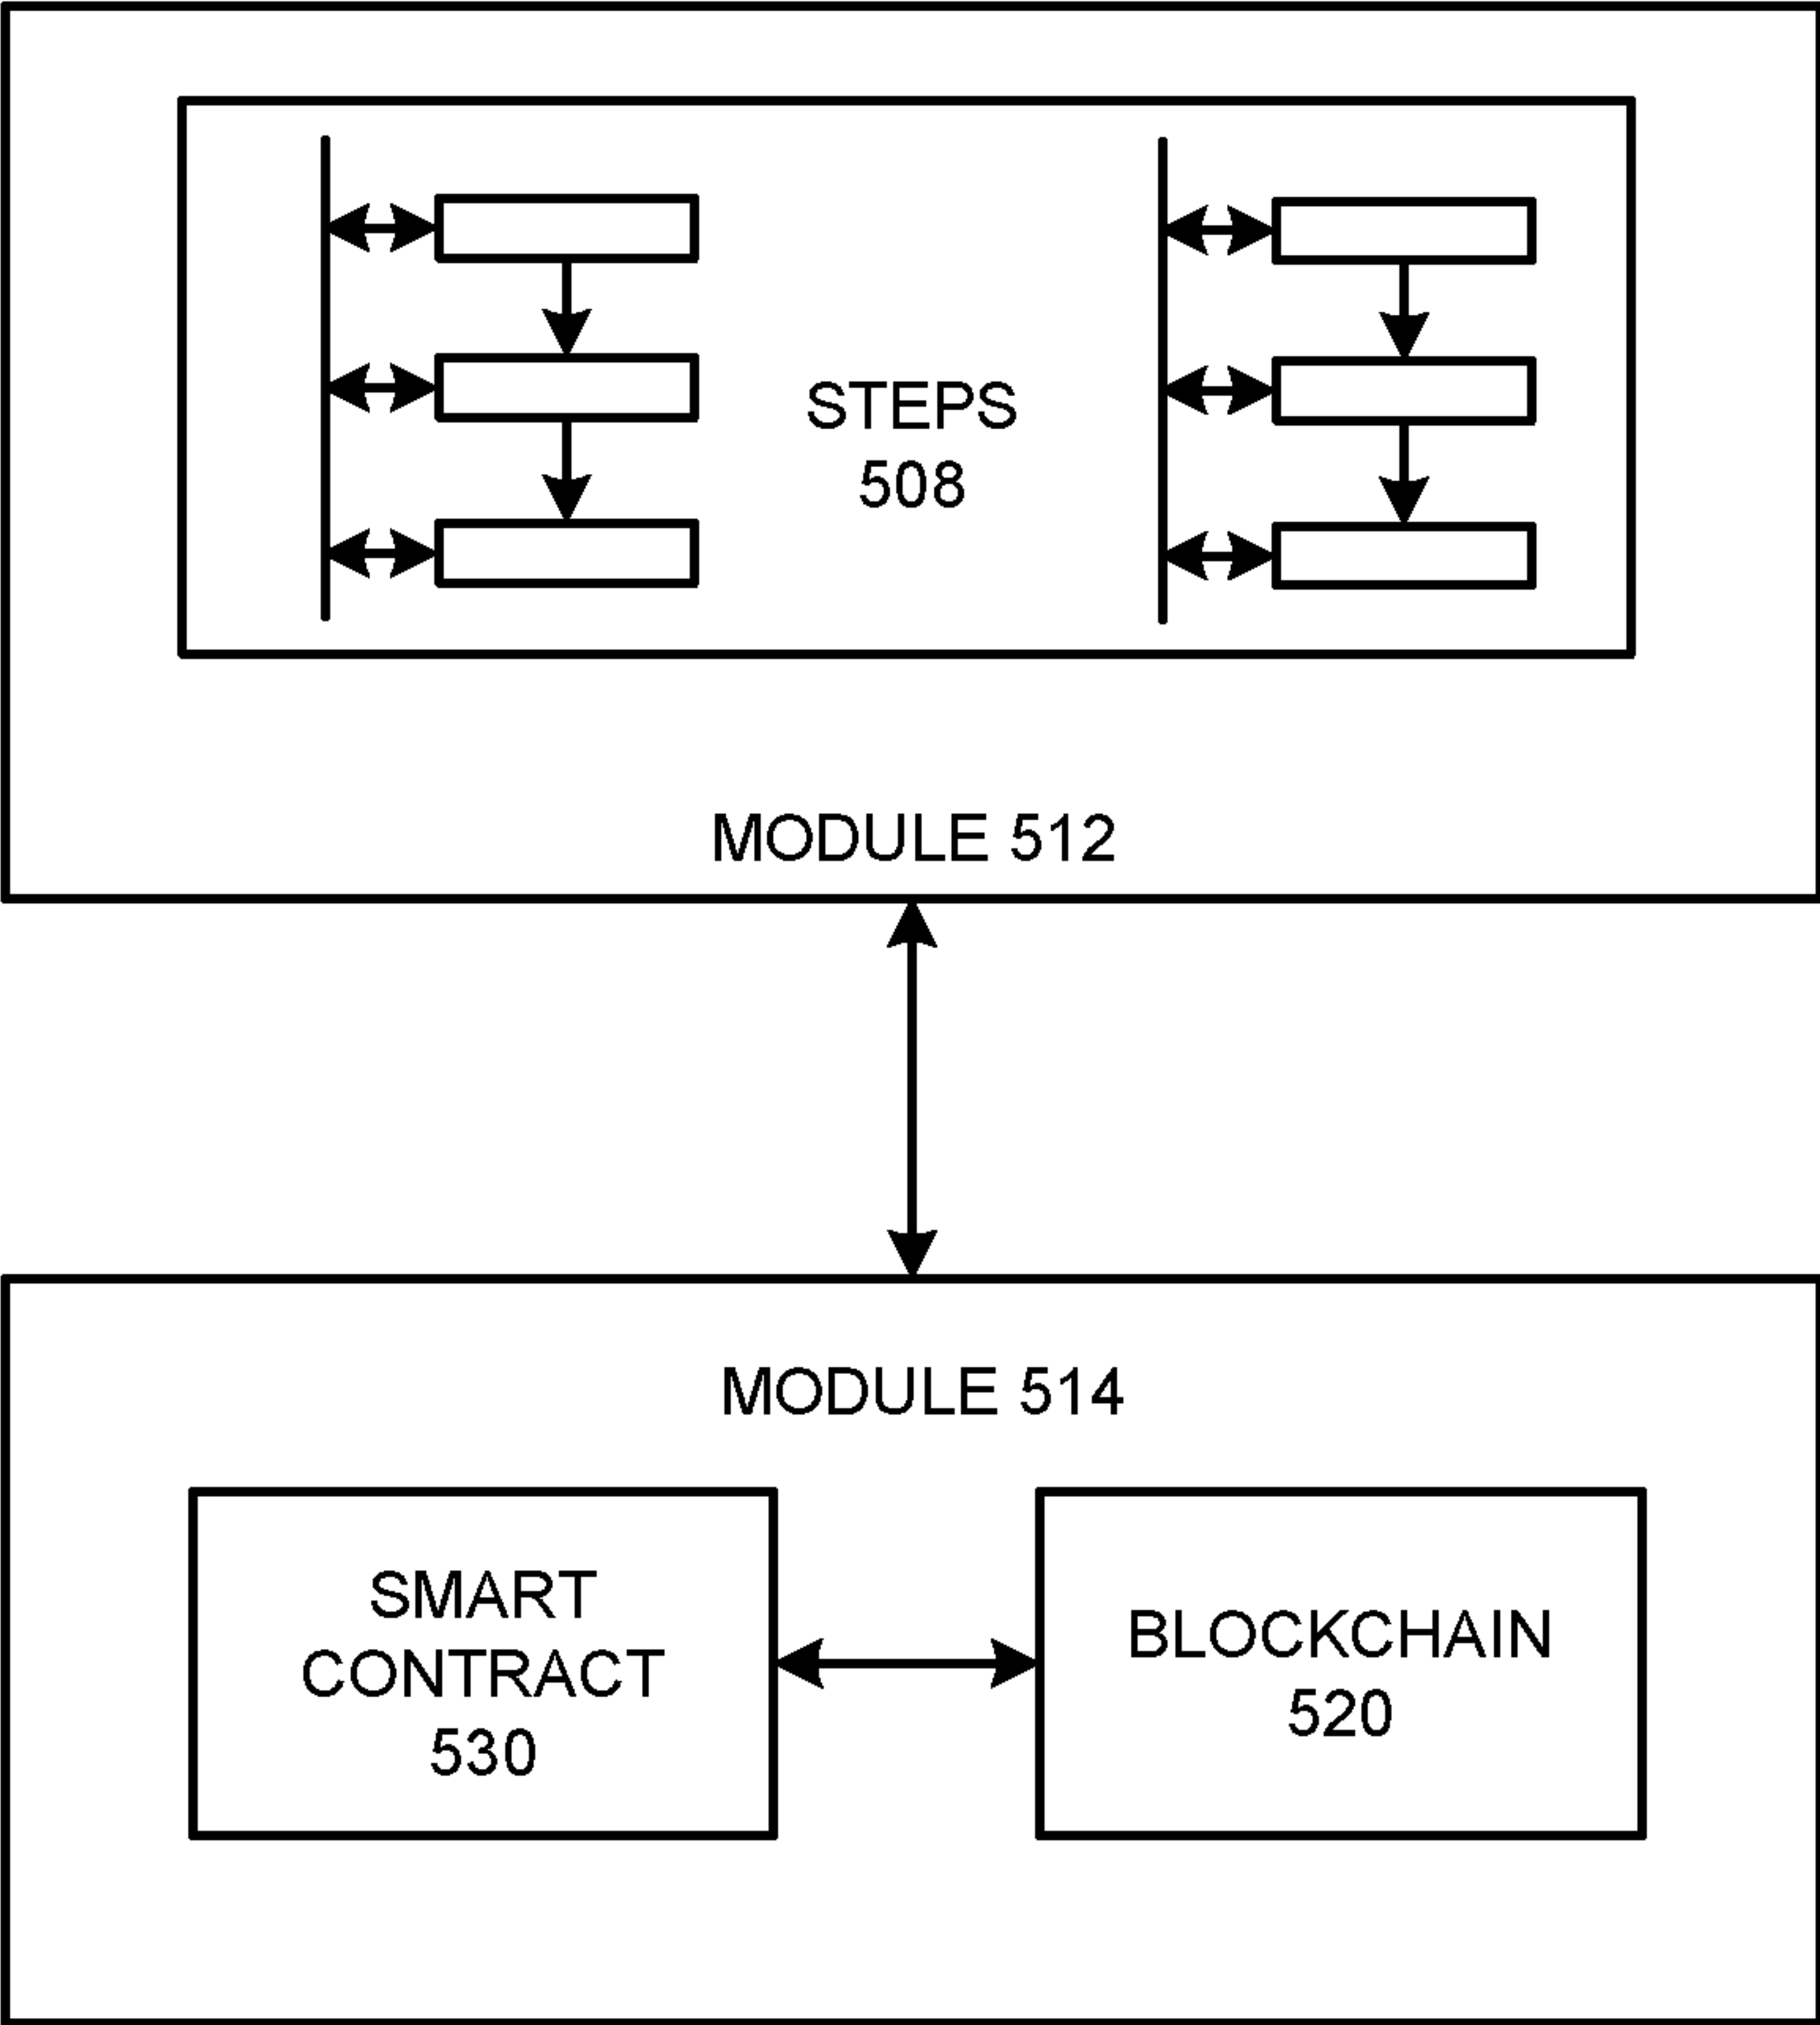 STEPS
508
MODULE 512
MODULE 514
SMART
CONTRACT
530
BLOCKCHAIN
520